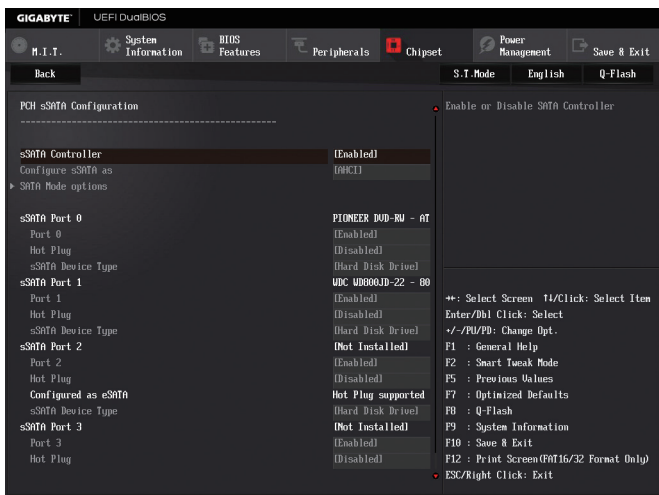 GIGABYTE™ UEFI DualBIOS
M.I.T. System Information BIOS Features Peripherals Chipset Power Management Save & Exit
Back S.T.Mode English Q-Flash
PCH sSATA Configuration
------------------------------------------------
Enable or Disable SATA Controller
sSATA Controller [Enabled]
Configure sSATA as [AHCI]
SATA Mode options
sSATA Port 0 PIONEER DVD-RW - AT
Port 0 [Enabled]
Hot Plug [Disabled]
sSATA Device Type [Hard Disk Drive]
sSATA Port 1 WDC WD800JD-22 - 80
Port 1 [Enabled]
Hot Plug [Disabled]
sSATA Device Type [Hard Disk Drive]
sSATA Port 2 [Not Installed]
Port 2 [Enabled]
Hot Plug [Disabled]
Configured as eSATA Hot Plug supported
sSATA Device Type [Hard Disk Drive]
sSATA Port 3 [Not Installed]
Port 3 [Enabled]
Hot Plug [Disabled]
→←: Select Screen ↑↓/Click: Select Item
Enter/Dbl Click: Select
+/-/PU/PD: Change Opt.
F1 : General Help
F2 : Smart Tweak Mode
F5 : Previous Values
F7 : Optimized Defaults
F8 : Q-Flash
F9 : System Information
F10 : Save & Exit
F12 : Print Screen(FAT16/32 Format Only)
ESC/Right Click: Exit